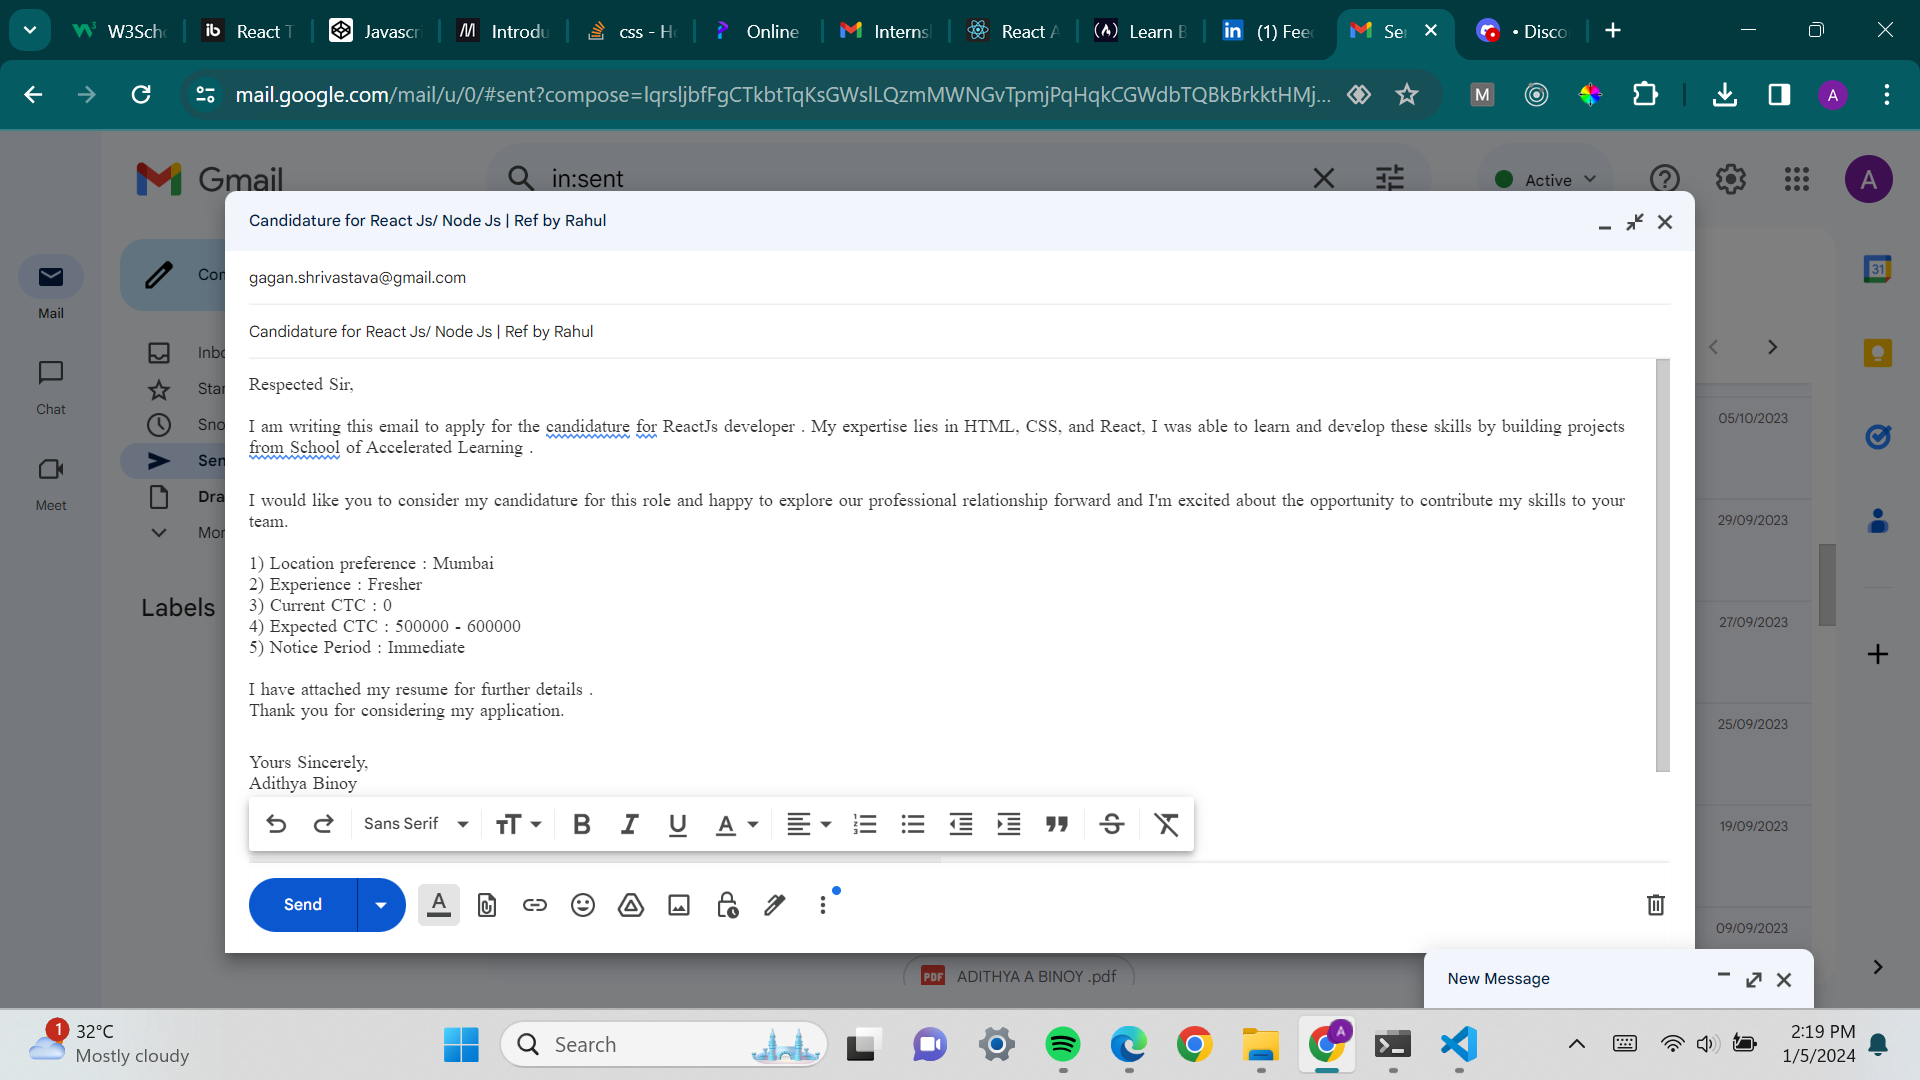 W3Sch
React T
Javascri
Introdu
css - H
Online
Interns
React A
Learn B
(1) Fee
Se
• Disco
mail.google.com/mail/u/0/#sent?compose=lqrsljbfFgCTkbtTqKsGWslLQzmMWNGvTpmjPqHqkCGWdbTQBkBrkktHMj...
M
A
Gmail
in:sent
Active
A
Mail
Chat
Meet
Com
Inbo
Star
Sno
Sen
Dra
Mor
Labels
Candidature for React Js/ Node Js | Ref by Rahul
gagan.shrivastava@gmail.com
Candidature for React Js/ Node Js | Ref by Rahul
Respected Sir,
I am writing this email to apply for the candidature for ReactJs developer . My expertise lies in HTML, CSS, and React, I was able to learn and develop these skills by building projects
from School of Accelerated Learning .
I would like you to consider my candidature for this role and happy to explore our professional relationship forward and I'm excited about the opportunity to contribute my skills to your
team.
1) Location preference : Mumbai
2) Experience : Fresher
3) Current CTC : 0
4) Expected CTC : 500000 - 600000
5) Notice Period : Immediate
I have attached my resume for further details .
Thank you for considering my application.
Yours Sincerely,
Adithya Binoy
Sans Serif
Send
05/10/2023
29/09/2023
27/09/2023
25/09/2023
19/09/2023
09/09/2023
31
PDF ADITHYA A BINOY .pdf
New Message
1
32°C
Mostly cloudy
Search
A
2:19 PM
1/5/2024